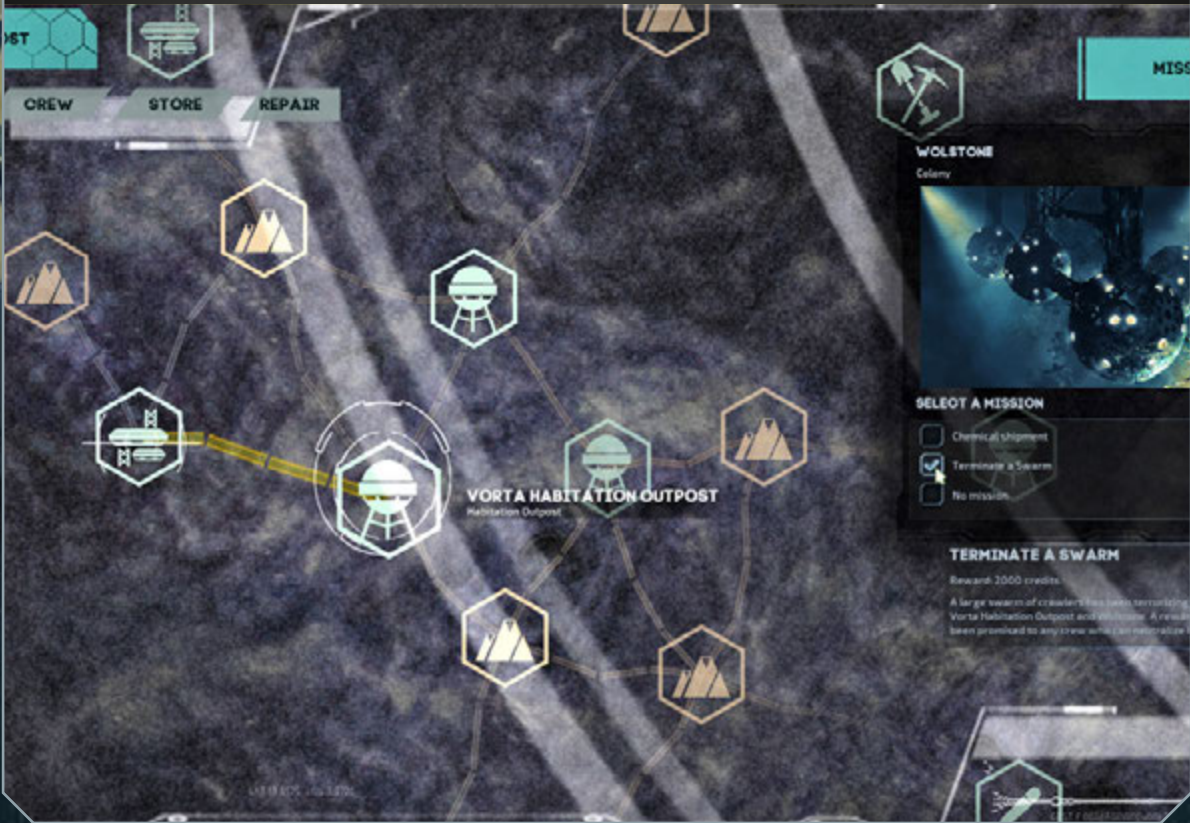 OST
MISS
CREW
STORE
REPAIR
WOLSTONE
Colony
SELECT A MISSION
Chemical shipment
Terminate a Swarm
No mission
VORTA HABITATION OUTPOST
Habitation Outpost
TERMINATE A SWARM
Reward: 2000 credits
A large swarm of crawlers has been terrorizing
Vorta Habitation Outpost and Wolstone. A rewar
been promised to any crew who can neutralize